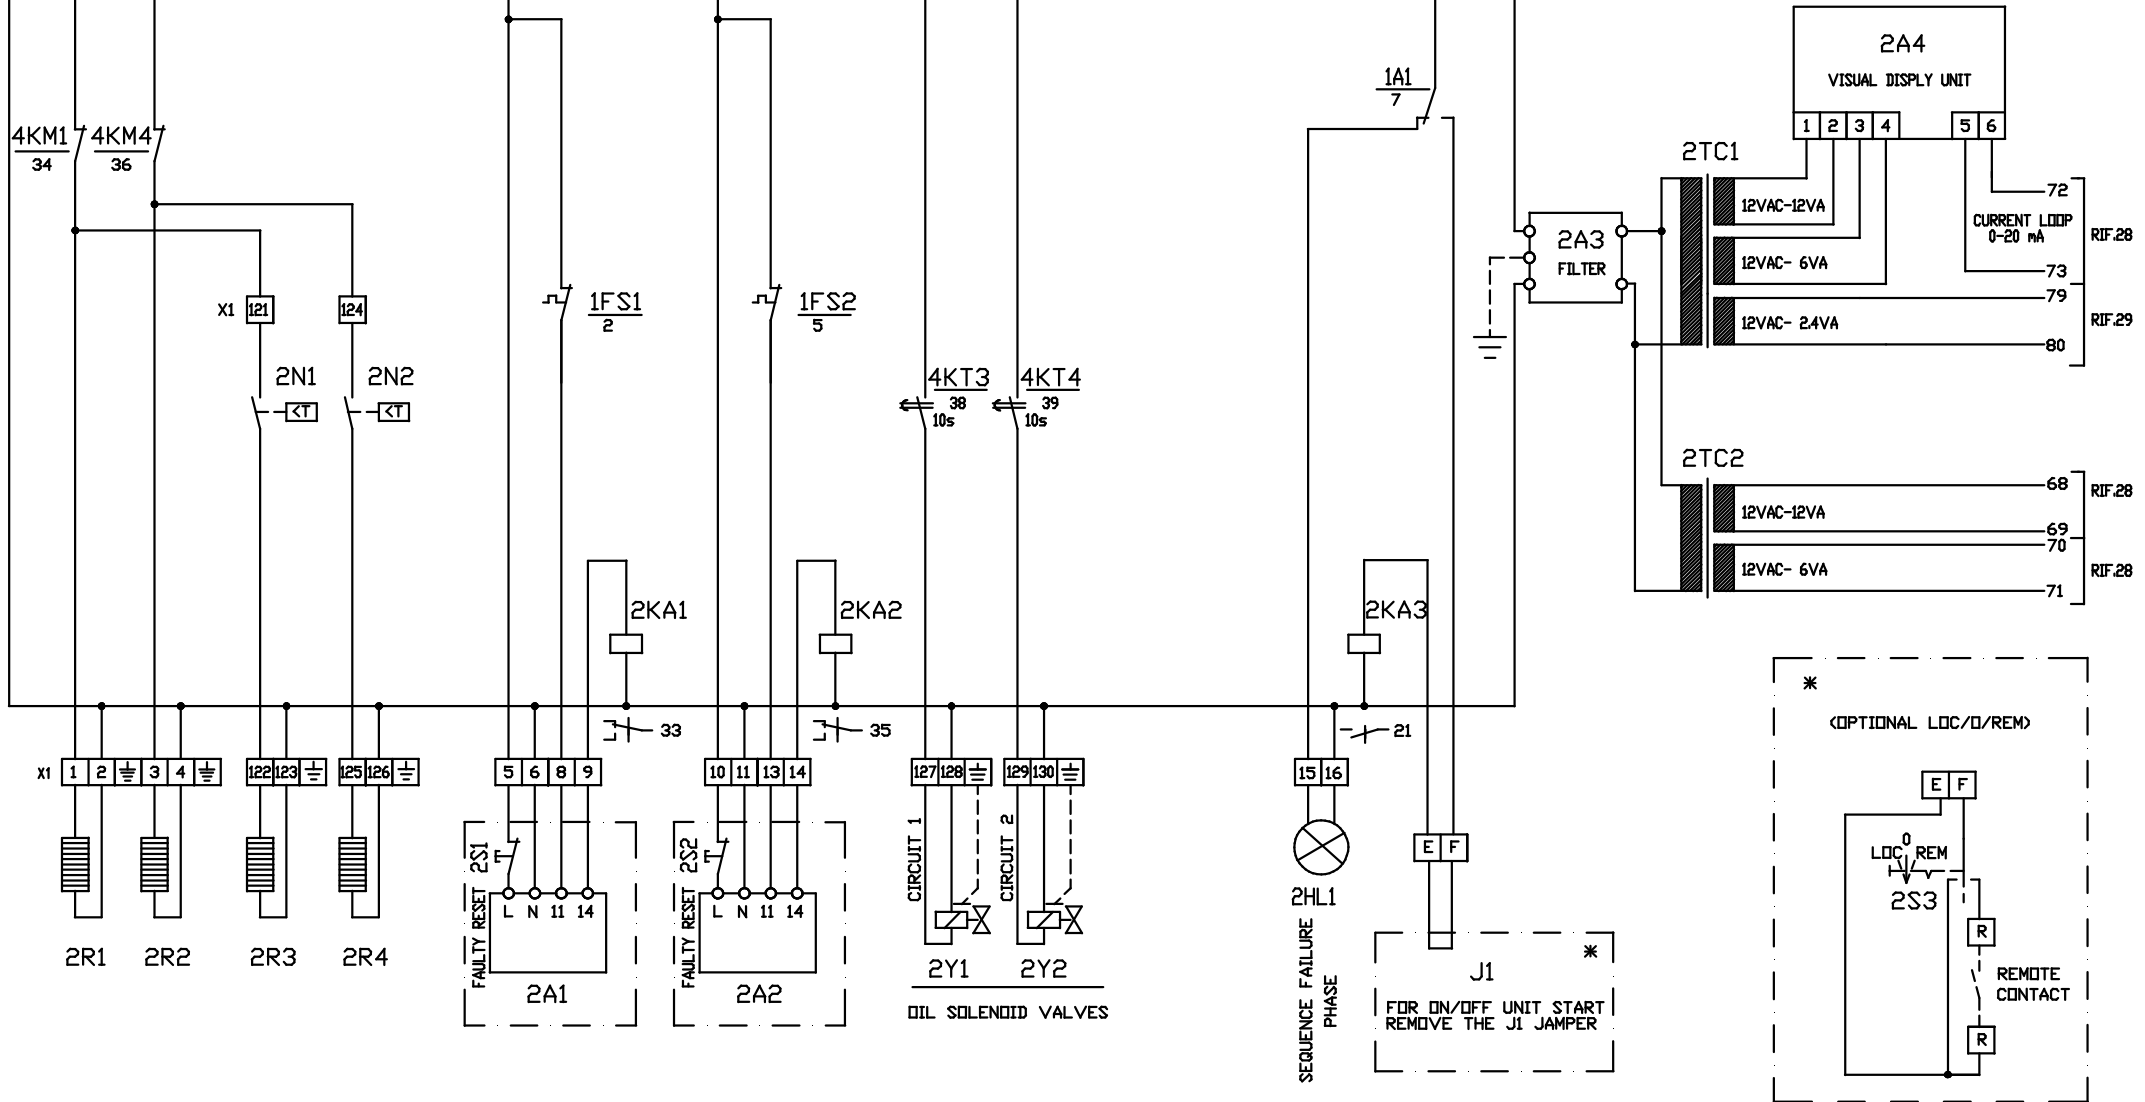 2A4
VISUAL DISPLY UNIT
1 2 3 4 5 6
1A1
7
4KM1
34
4KM4
36
2TC1
12VAC-12VA
72
CURRENT LOOP
0-20 mA
RIF.28
12VAC- 6VA
73
79
12VAC- 2.4VA
RIF.29
80
2A3
FILTER
X1 121 124
1FS1
2
1FS2
5
2N1
<T
2N2
<T
4KT3
38
10s
4KT4
39
10s
2TC2
68
12VAC-12VA
RIF.28
69
70
12VAC- 6VA
RIF.28
71
2KA1
2KA2
2KA3
33
35
21
X1 1 2 3 4 122 123 125 126 5 6 8 9 10 11 13 14 127 128 129 130 15 16
*
(OPTIONAL LOC/0/REM)
E F
0
LOC REM
2S3
R
REMOTE
CONTACT
R
2R1
2R2
2R3
2R4
2S1
FAULTY RESET
L N 11 14
2A1
2S2
FAULTY RESET
L N 11 14
2A2
CIRCUIT 1
2Y1
CIRCUIT 2
2Y2
OIL SOLENOID VALVES
2HL1
SEQUENCE FAILURE
PHASE
E F
*
J1
FOR ON/OFF UNIT START
REMOVE THE J1 JAMPER